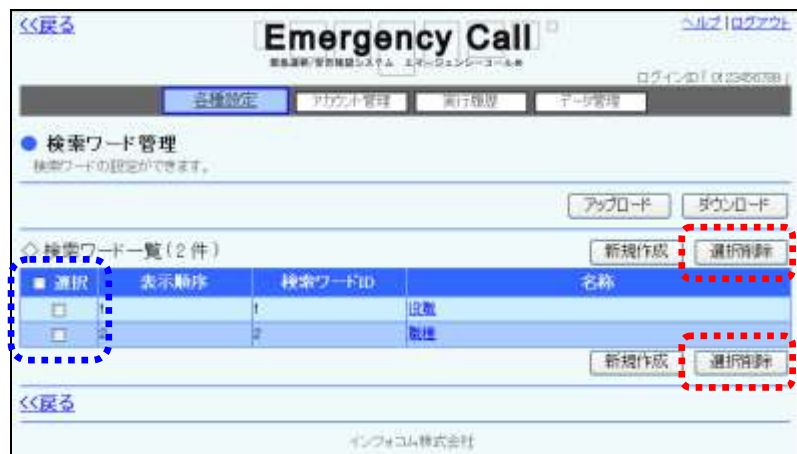 <<戻る
Emergency Call
ヘルプ|ログアウト
緊急連絡/安否確認システム エマージェンシーコール®
ログインID「0123456789」
各種設定 アカウント管理 実行履歴 データ管理
● 検索ワード管理
検索ワードの設定ができます。
アップロード ダウンロード
◇検索ワード一覧(2件) 新規作成 選択削除
選択 表示順序 検索ワードID 名称
1 1 役職
2 2 職種
新規作成 選択削除
<<戻る
インフォコム株式会社